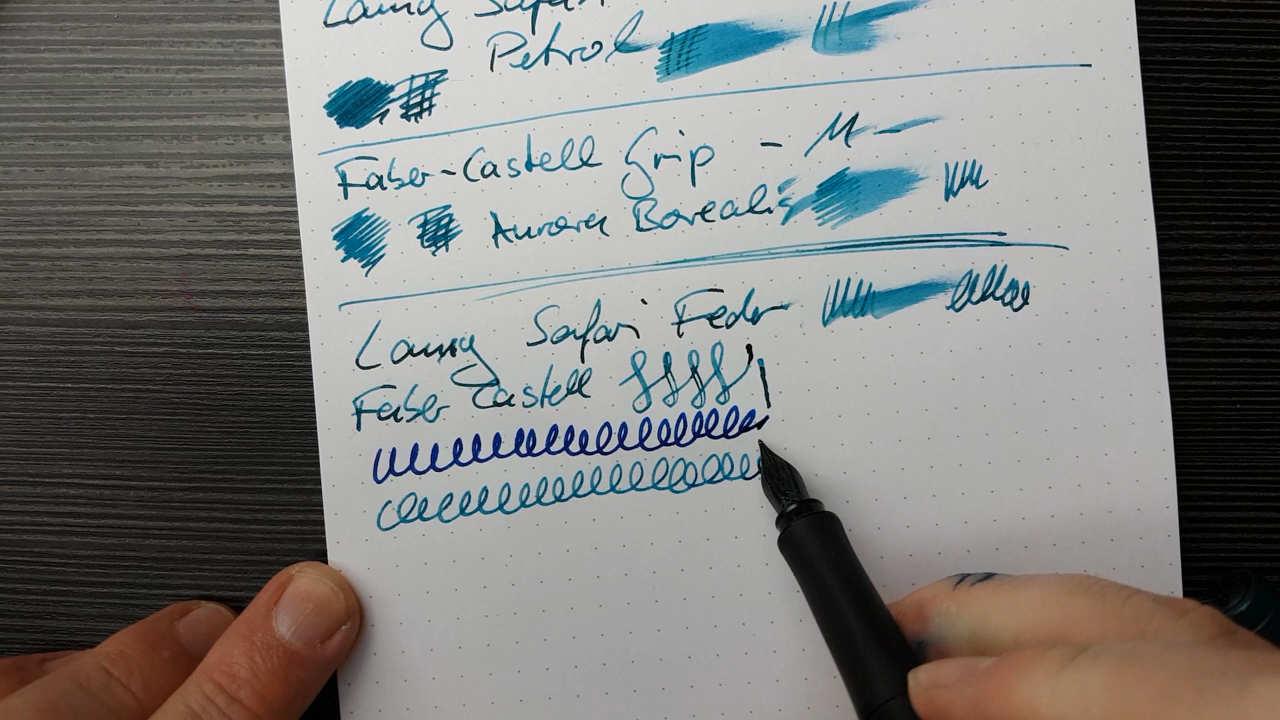 Lamy Safari
Petrol
Faber-Castell Grip - M -
Aurora Borealis
Lamy Safari Feder
Faber Castell